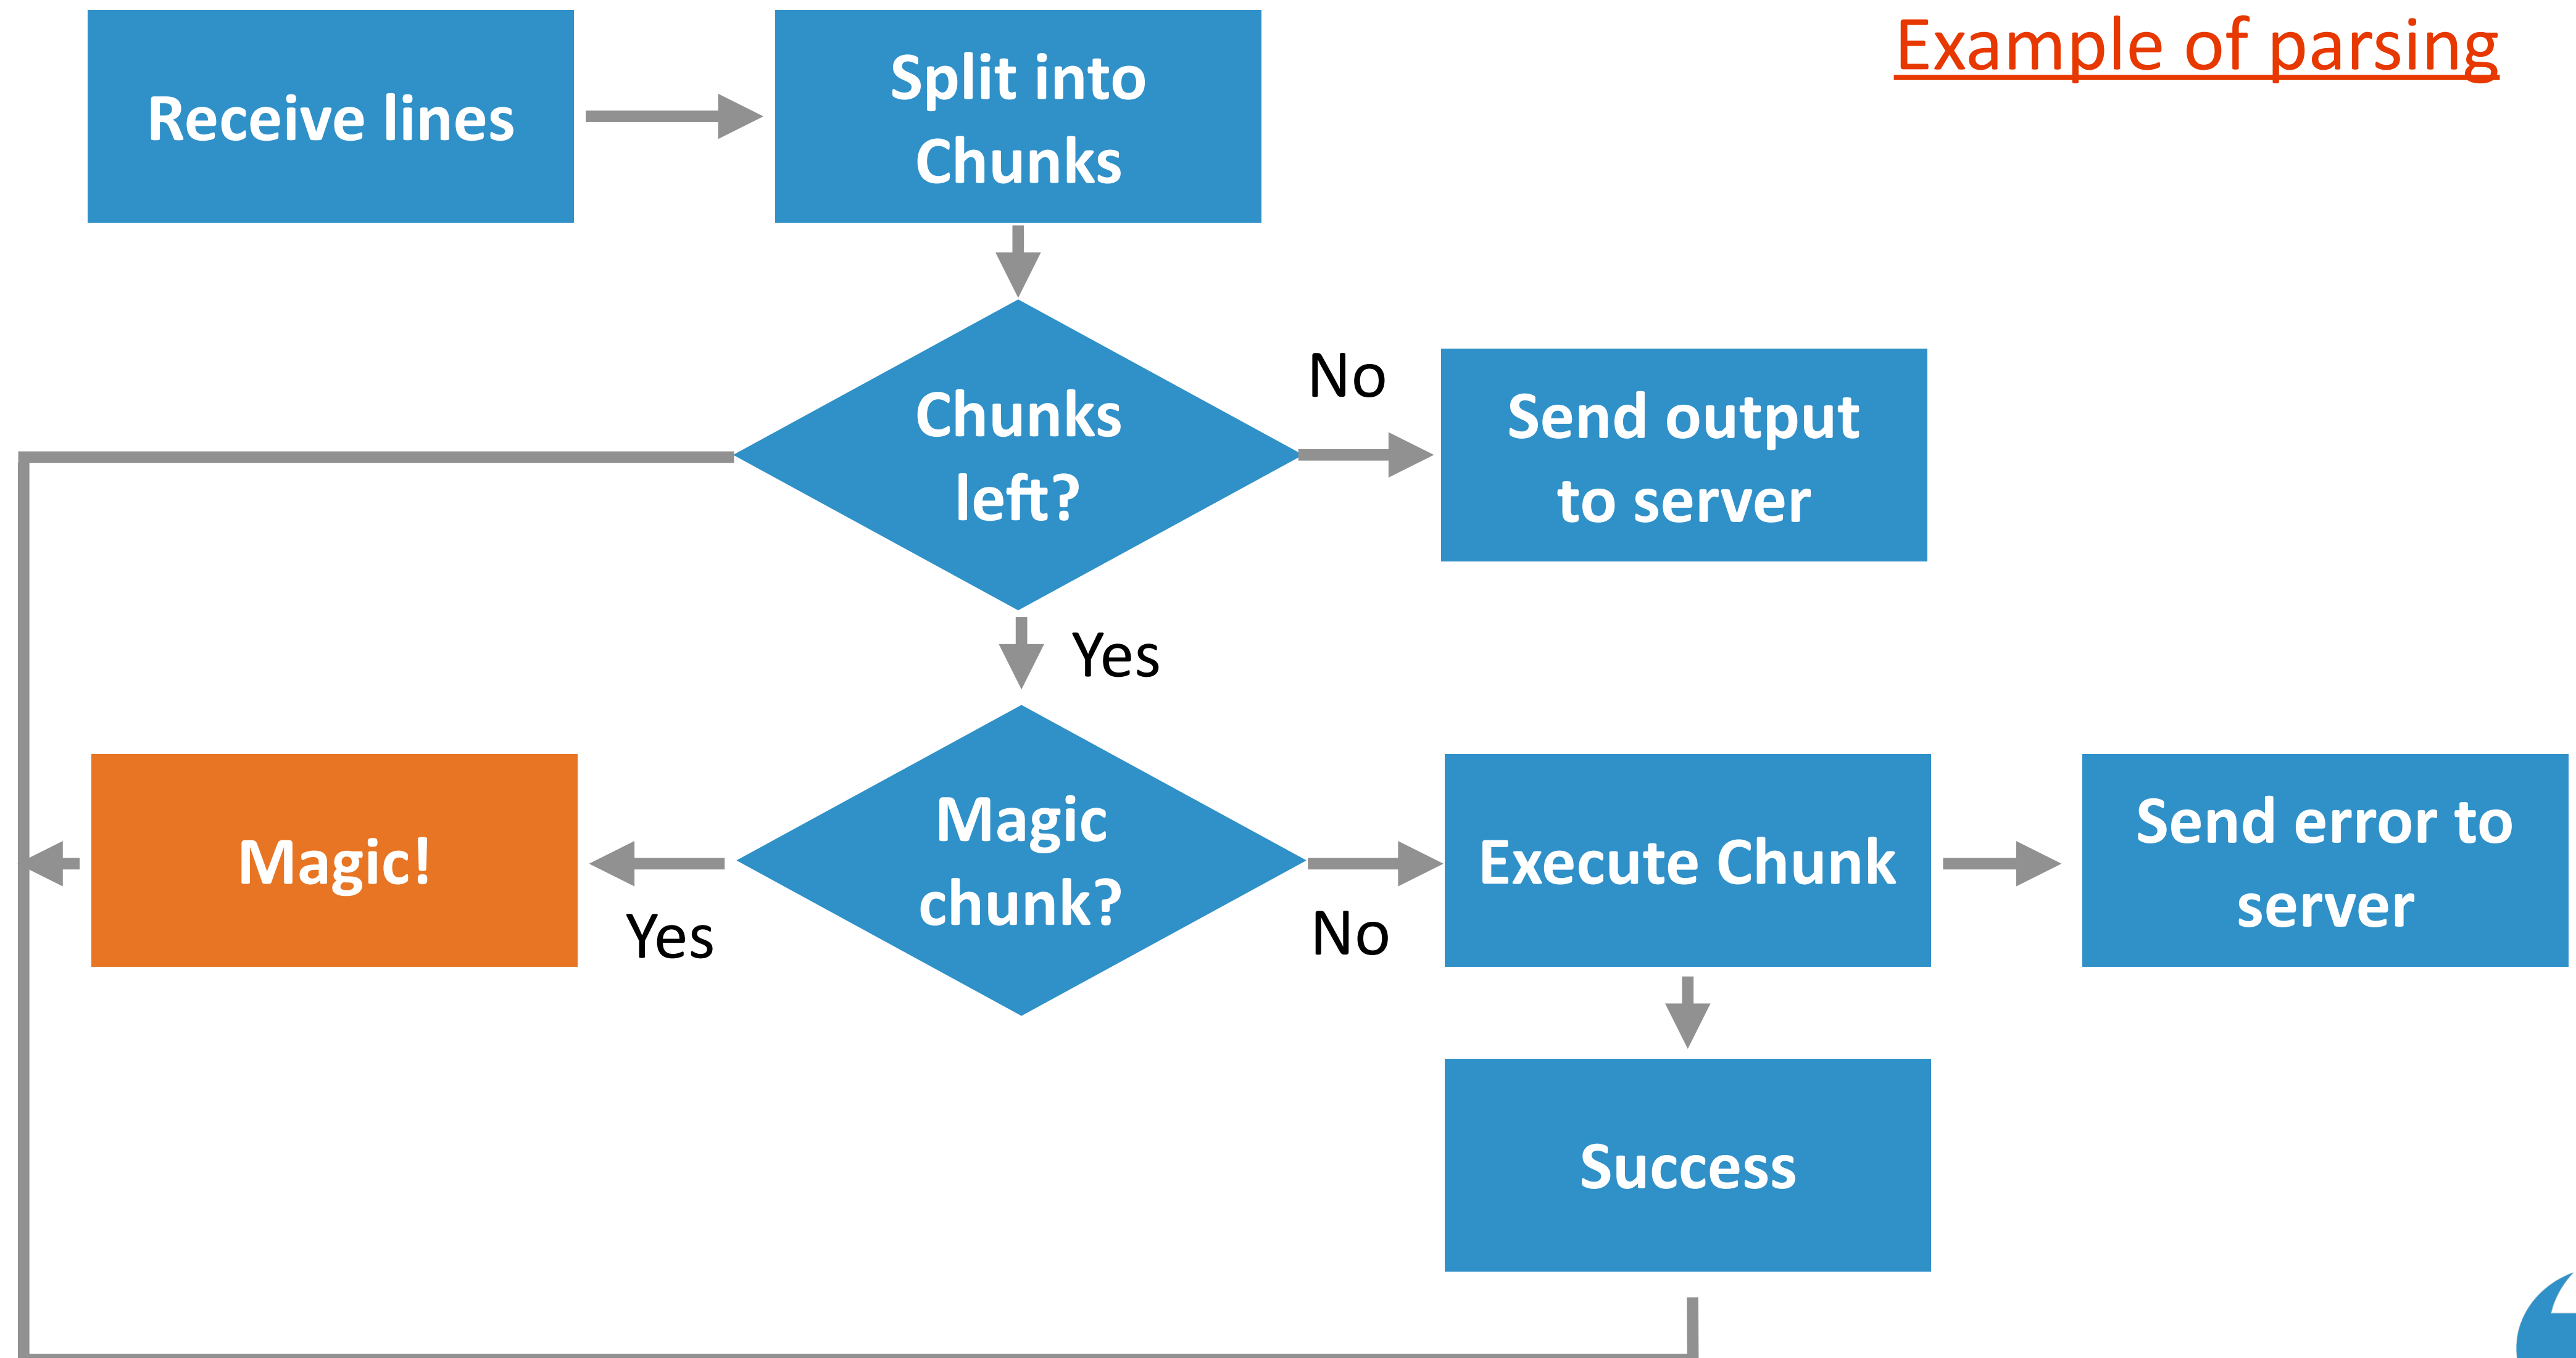 Example of parsing
Receive lines
Split into
Chunks
Chunks
left?
No
Send output
to server
Yes
Magic
chunk?
Yes
Magic!
No
Execute Chunk
Send error to
server
Success